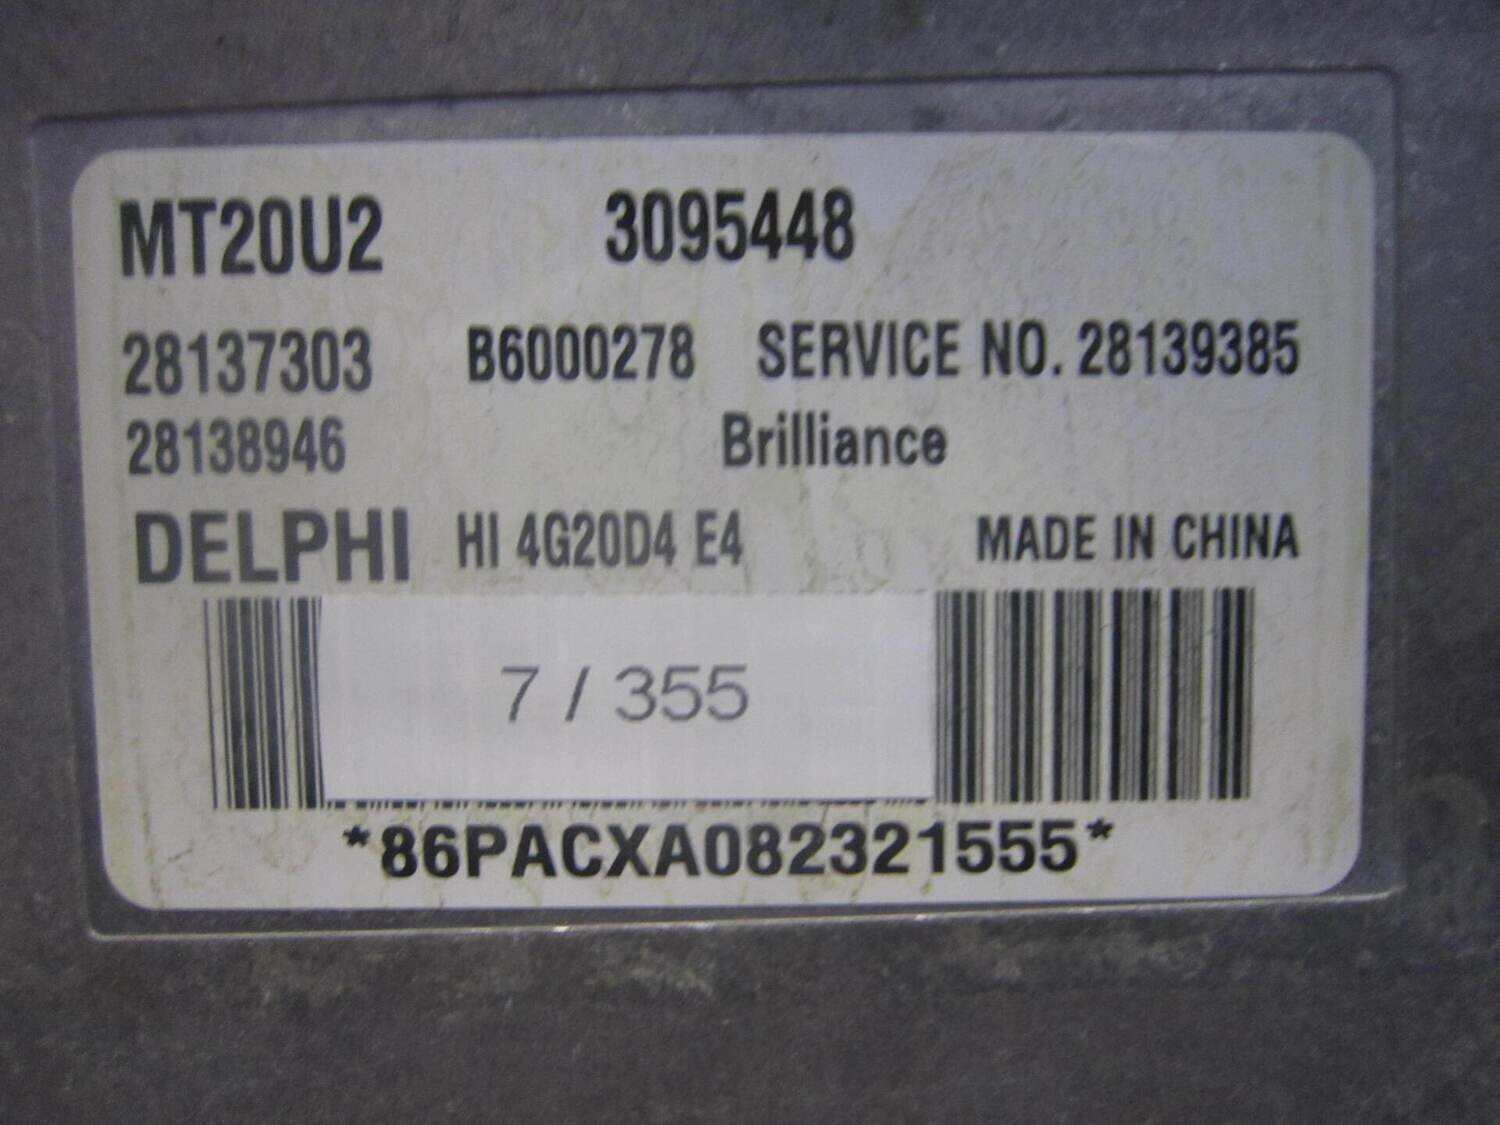 MT20U2 3095448
28137303 B6000278 SERVICE NO. 28139385
28138946 Brilliance
DELPHI HI 4G20D4 E4 MADE IN CHINA
7 / 355
*86PACXA082321555*